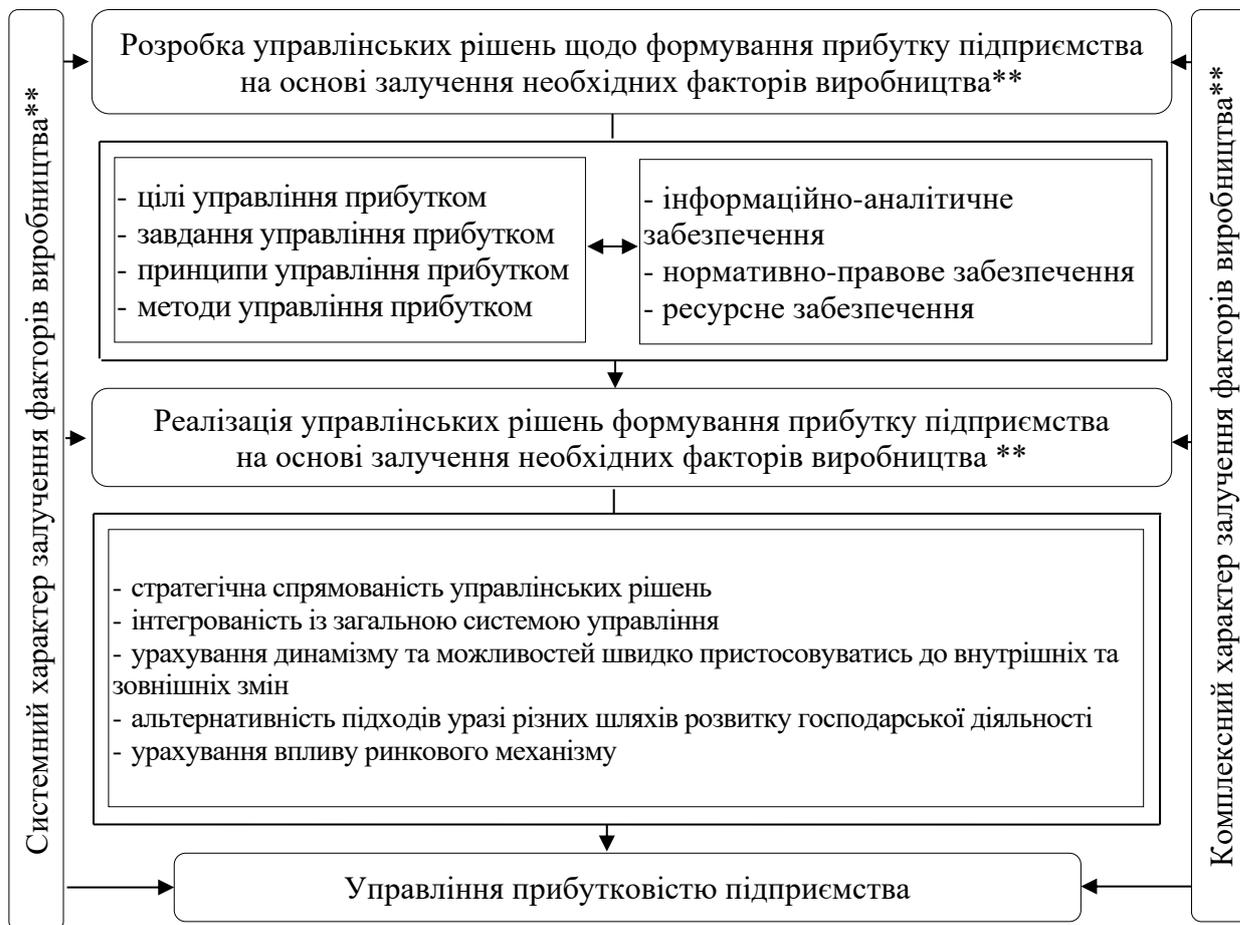 Системний характер залучення факторів виробництва**
Розробка управлінських рішень щодо формування прибутку підприємства
на основі залучення необхідних факторів виробництва**
- цілі управління прибутком
- завдання управління прибутком
- принципи управління прибутком
- методи управління прибутком
- інформаційно-аналітичне
забезпечення
- нормативно-правове забезпечення
- ресурсне забезпечення
Реалізація управлінських рішень формування прибутку підприємства
на основі залучення необхідних факторів виробництва **
- стратегічна спрямованість управлінських рішень
- інтегрованість із загальною системою управління
- урахування динамізму та можливостей швидко пристосовуватись до внутрішніх та
зовнішніх змін
- альтернативність підходів уразі різних шляхів розвитку господарської діяльності
- урахування впливу ринкового механізму
Управління прибутковістю підприємства
Комплексний характер залучення факторів виробництва**